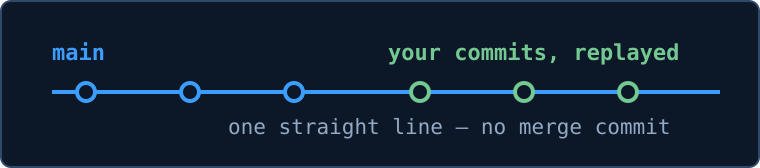 main
your commits, replayed
one straight line — no merge commit